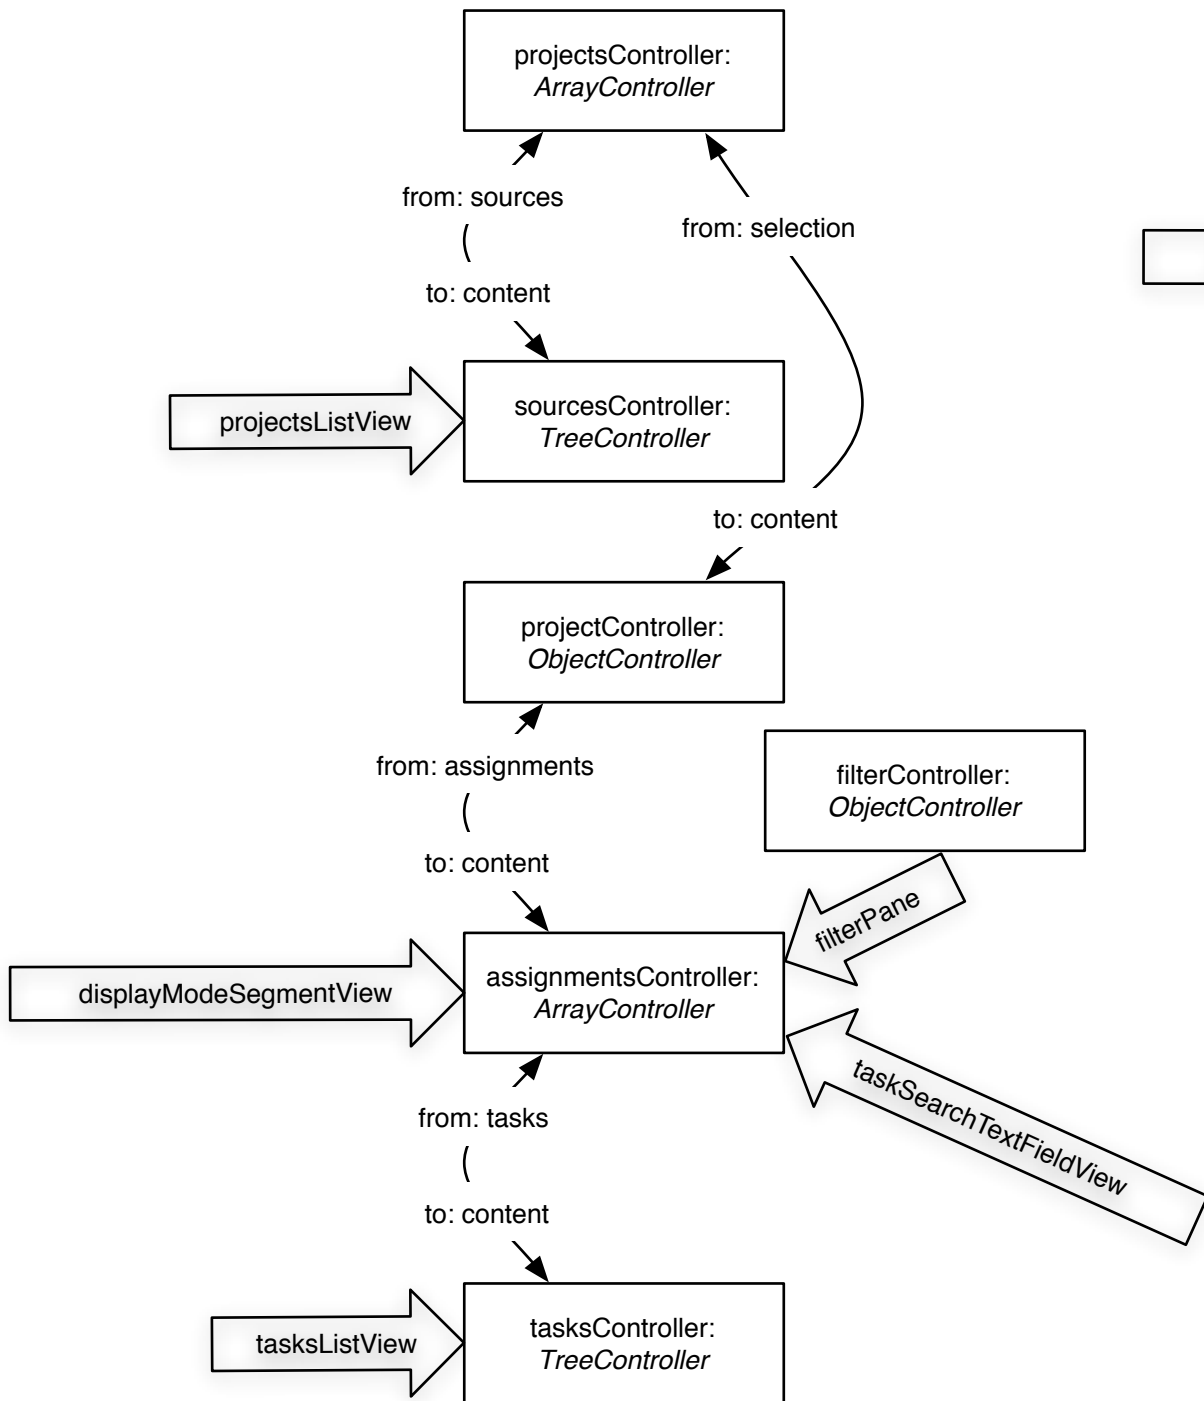 projectsController:
ArrayController
from: sources
from: selection
to: content
projectsListView
sourcesController:
TreeController
to: content
projectController:
ObjectController
from: assignments
filterController:
ObjectController
to: content
filterPane
displayModeSegmentView
assignmentsController:
ArrayController
taskSearchTextFieldView
from: tasks
to: content
tasksListView
tasksController:
TreeController